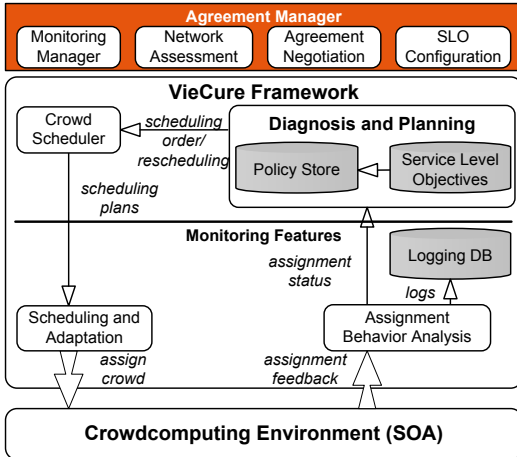 Agreement Manager
Monitoring
Manager
Network
Assessment
Agreement
Negotiation
SLO
Configuration
VieCure Framework
Crowd
Scheduler
scheduling
order/
rescheduling
Diagnosis and Planning
Policy Store
Service Level
Objectives
scheduling
plans
Monitoring Features
assignment
status
Logging DB
logs
Scheduling and
Adaptation
Assignment
Behavior Analysis
assign
crowd
assignment
feedback
Crowdcomputing Environment (SOA)